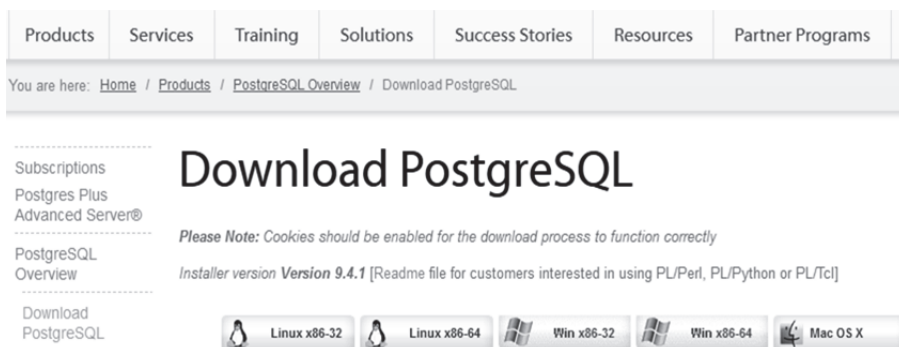 Products Services Training Solutions Success Stories Resources Partner Programs
You are here: Home / Products / PostgreSQL Overview / Download PostgreSQL
Subscriptions
Postgres Plus
Advanced Server®
PostgreSQL
Overview
Download
PostgreSQL
Download PostgreSQL
Please Note: Cookies should be enabled for the download process to function correctly
Installer version Version 9.4.1 [Readme file for customers interested in using PL/Perl, PL/Python or PL/Tcl]
Linux x86-32 Linux x86-64 Win x86-32 Win x86-64 Mac OS X